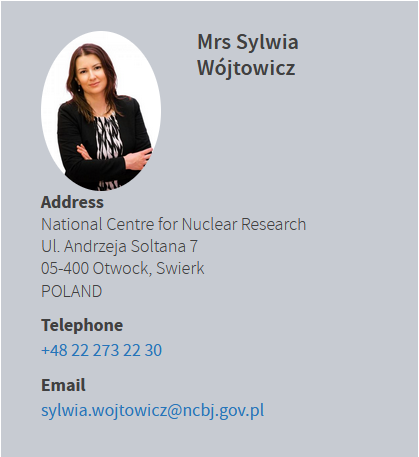 Mrs Sylwia
Wójtowicz
Address
National Centre for Nuclear Research
Ul. Andrzeja Soltana 7
05-400 Otwock, Swierk
POLAND
Telephone
+48 22 273 22 30
Email
sylwia.wojtowicz@ncbj.gov.pl